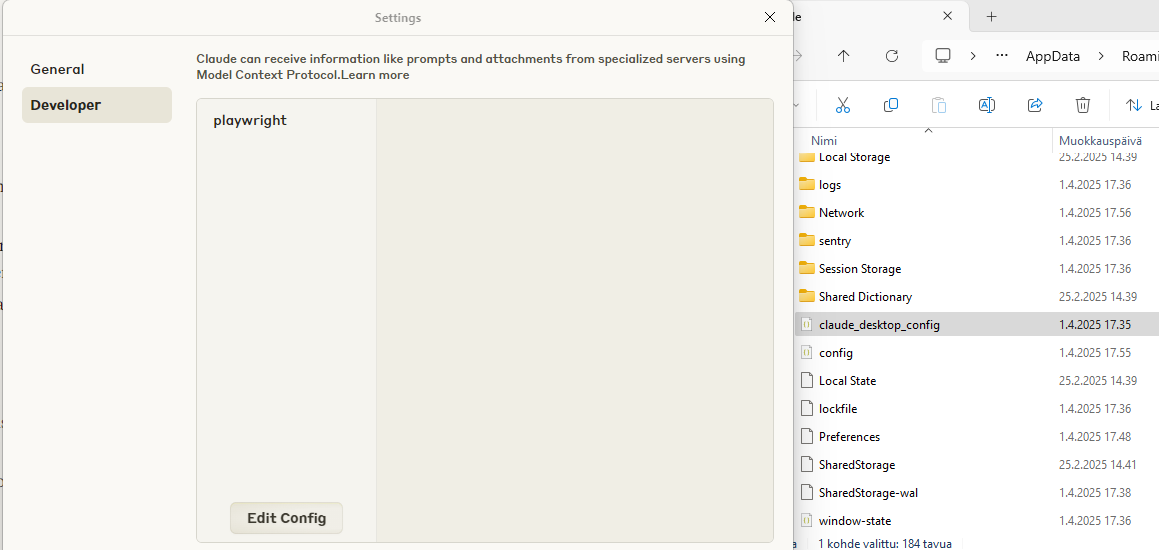 Settings
General
Developer
Claude can receive information like prompts and attachments from specialized servers using
Model Context Protocol.Learn more
playwright
Edit Config
AppData
Nimi
Muokkauspäivä
Local Storage 25.2.2025 14.39
logs 1.4.2025 17.36
Network 1.4.2025 17.56
sentry 1.4.2025 17.36
Session Storage 1.4.2025 17.36
Shared Dictionary 25.2.2025 14.39
claude_desktop_config 1.4.2025 17.35
config 1.4.2025 17.55
Local State 25.2.2025 14.39
lockfile 1.4.2025 17.36
Preferences 1.4.2025 17.48
SharedStorage 25.2.2025 14.41
SharedStorage-wal 1.4.2025 17.38
window-state 1.4.2025 17.36
1 kohde valittu: 184 tavua